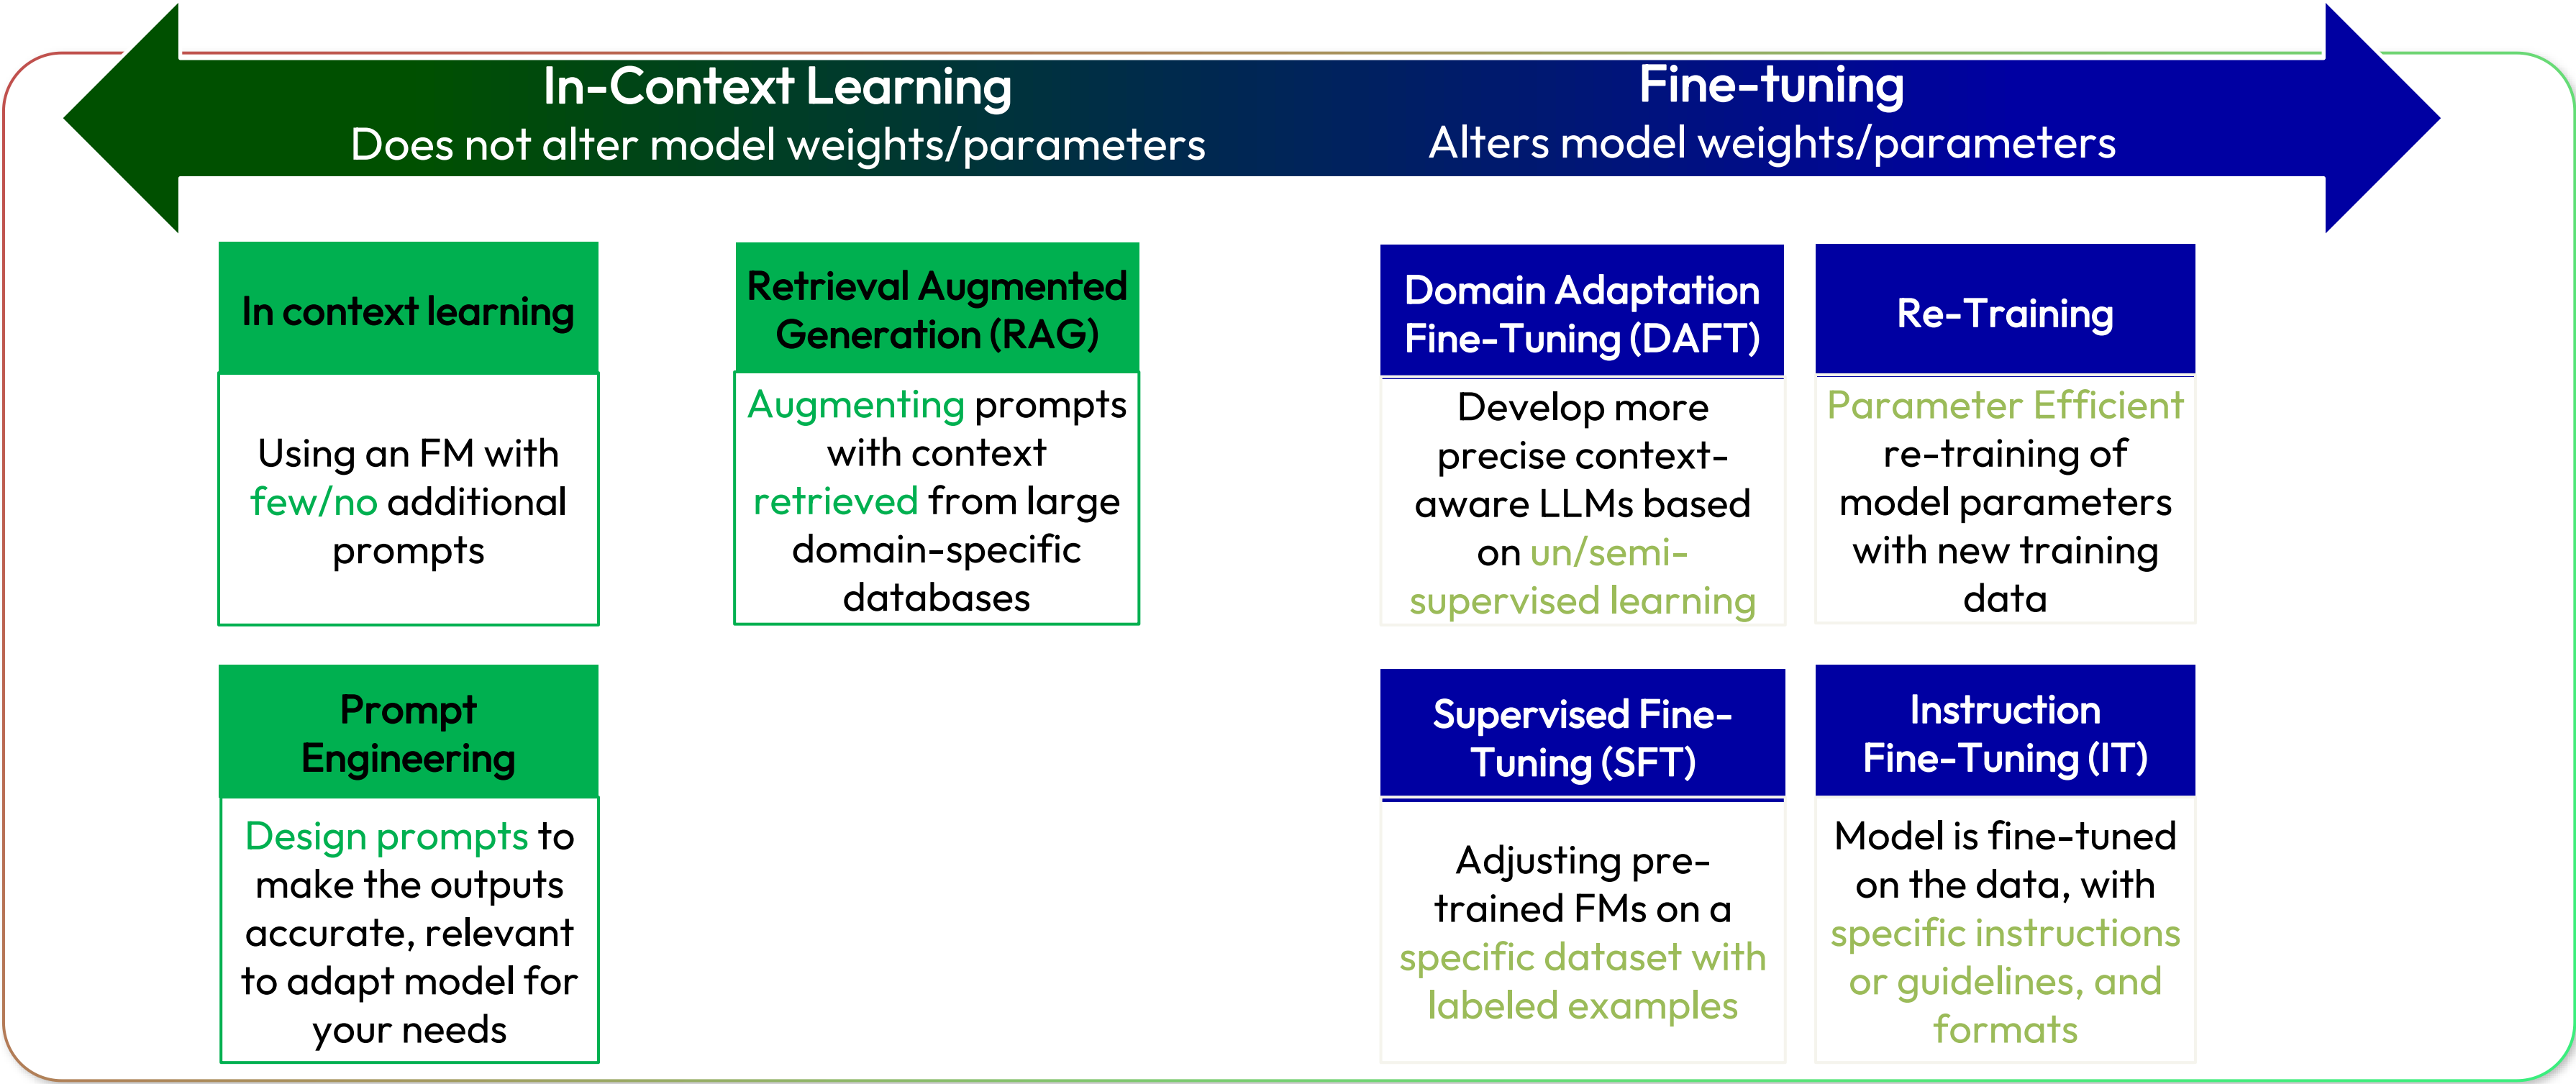 In-Context Learning
Does not alter model weights/parameters
Fine-tuning
Alters model weights/parameters
In context learning
Using an FM with
few/no additional
prompts
Retrieval Augmented
Generation (RAG)
Augmenting prompts
with context
retrieved from large
domain-specific
databases
Domain Adaptation
Fine-Tuning (DAFT)
Develop more
precise context-
aware LLMs based
on un/semi-
supervised learning
Re-Training
Parameter Efficient
re-training of
model parameters
with new training
data
Prompt
Engineering
Design prompts to
make the outputs
accurate, relevant
to adapt model for
your needs
Supervised Fine-
Tuning (SFT)
Adjusting pre-
trained FMs on a
specific dataset with
labeled examples
Instruction
Fine-Tuning (IT)
Model is fine-tuned
on the data, with
specific instructions
or guidelines, and
formats